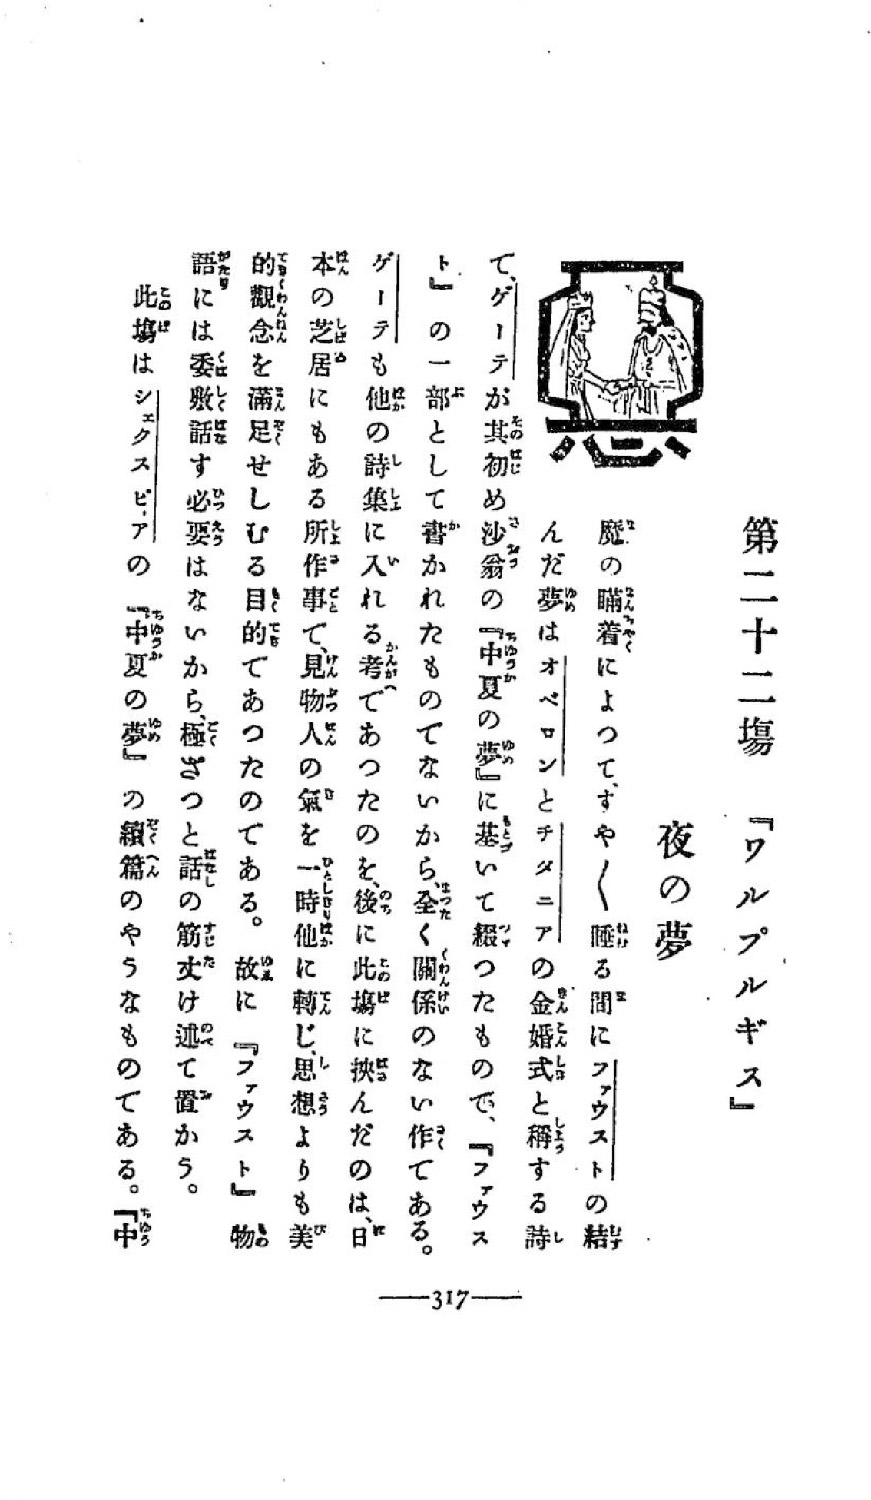 第二十二塲 『ワルプルギス』
夜の夢
魔の瞞着によつて、すや〱睡る間にファウストの結
んだ夢はオベロンとチタニアの金婚式と稱する詩
て、ゲーテが其初め沙翁の『中夏の夢』に基いて綴つたもので、『ファウス
ト』の一部として書かれたものてないから、全く關係のない作てある。
ゲーテも他の詩集に入れる考であつたのを、後に此塲に挾んだのは、日
本の芝居にもある所作事で、見物人の氣を一時他に轉じ、思想よりも美
的觀念を滿足せしむる目的であつたのである。故に『ファウスト』物
語には委敷話す必要はないから、極ざつと話の筋丈け述て置かう。
此塲はシェクスピーアの『中夏の夢』の續篇のやうなものてある。『中
317